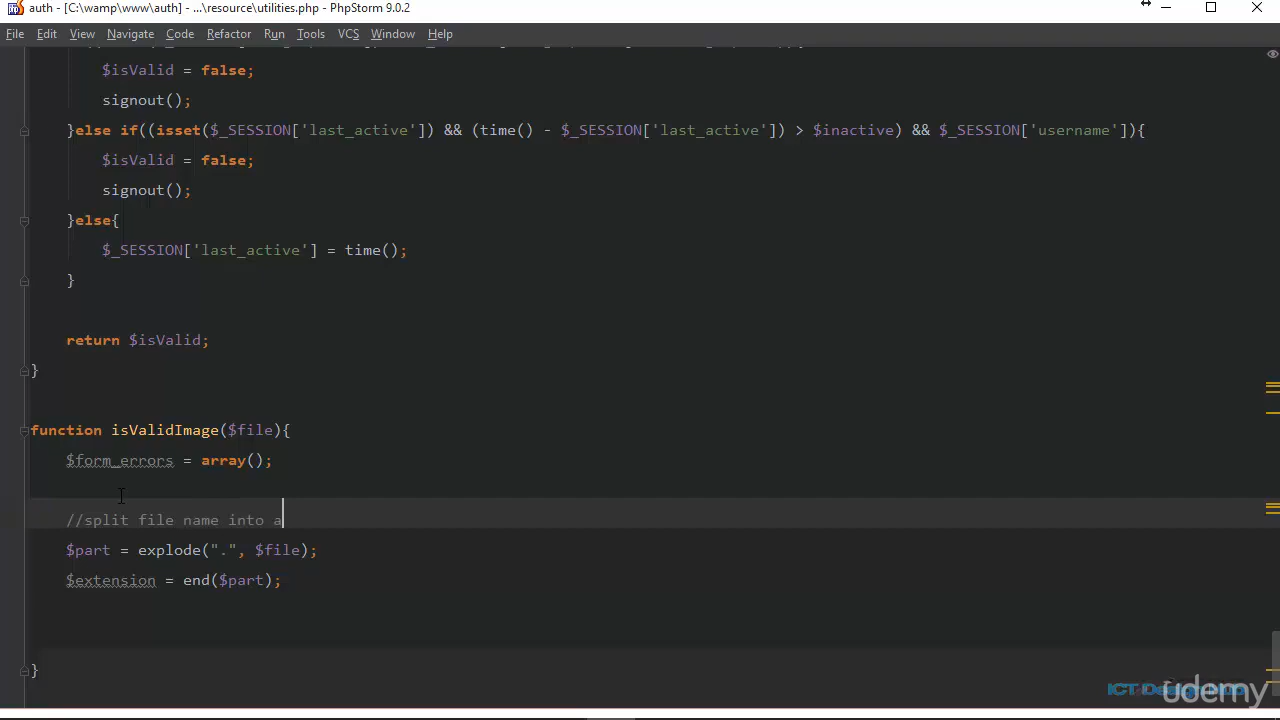 auth - [C:\wamp\www\auth] - ...\resource\utilities.php - PhpStorm 9.0.2
File Edit View Navigate Code Refactor Run Tools VCS Window Help
$isValid = false;
signout();
}else if((isset($_SESSION['last_active']) && (time() - $_SESSION['last_active']) > $inactive) && $_SESSION['username']){
$isValid = false;
signout();
}else{
$_SESSION['last_active'] = time();
}
return $isValid;
}
function isValidImage($file){
$form_errors = array();
//split file name into a
$part = explode(".", $file);
$extension = end($part);
}
ICT Design Hub
udemy